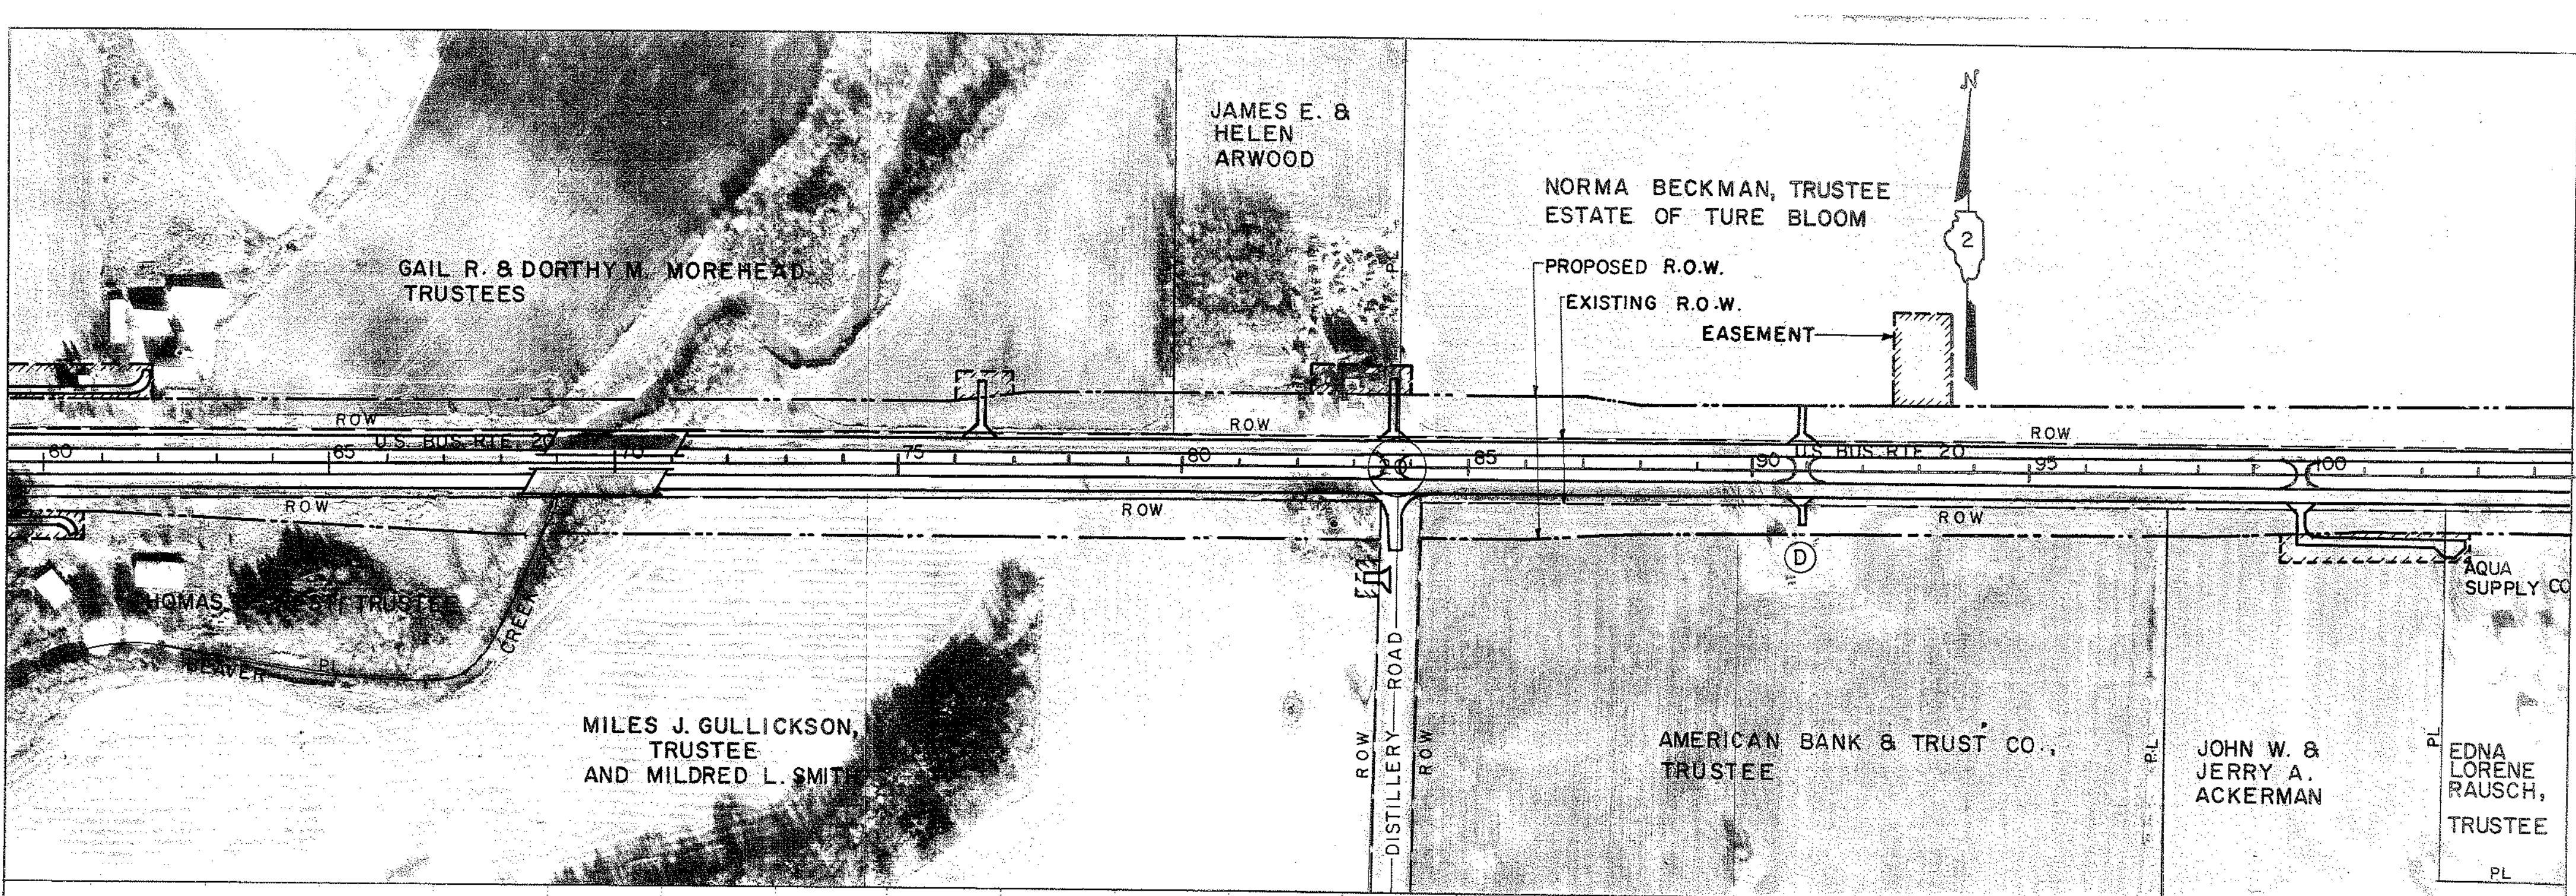 JAMES E. &
HELEN
ARWOOD
N
NORMA BECKMAN, TRUSTEE
ESTATE OF TURE BLOOM
2
PL
GAIL R. & DORTHY M. MOREHEAD
TRUSTEES
PROPOSED R.O.W.
EXISTING R.O.W.
EASEMENT
ROW
ROW
ROW
U.S. BUS. RTE. 20
U.S. BUS. RTE. 20
60
65
70
75
80
85
90
95
100
ROW
ROW
ROW
D
AQUA
SUPPLY CO
THOMAS TRUSTEE
CREEK
BEAVER
PL
MILES J. GULLICKSON,
TRUSTEE
AND MILDRED L. SMITH
ROW
DISTILLERY ROAD
ROW
AMERICAN BANK & TRUST CO.,
TRUSTEE
PL
JOHN W. &
JERRY A.
ACKERMAN
PL
EDNA
LORENE
RAUSCH,
TRUSTEE
PL